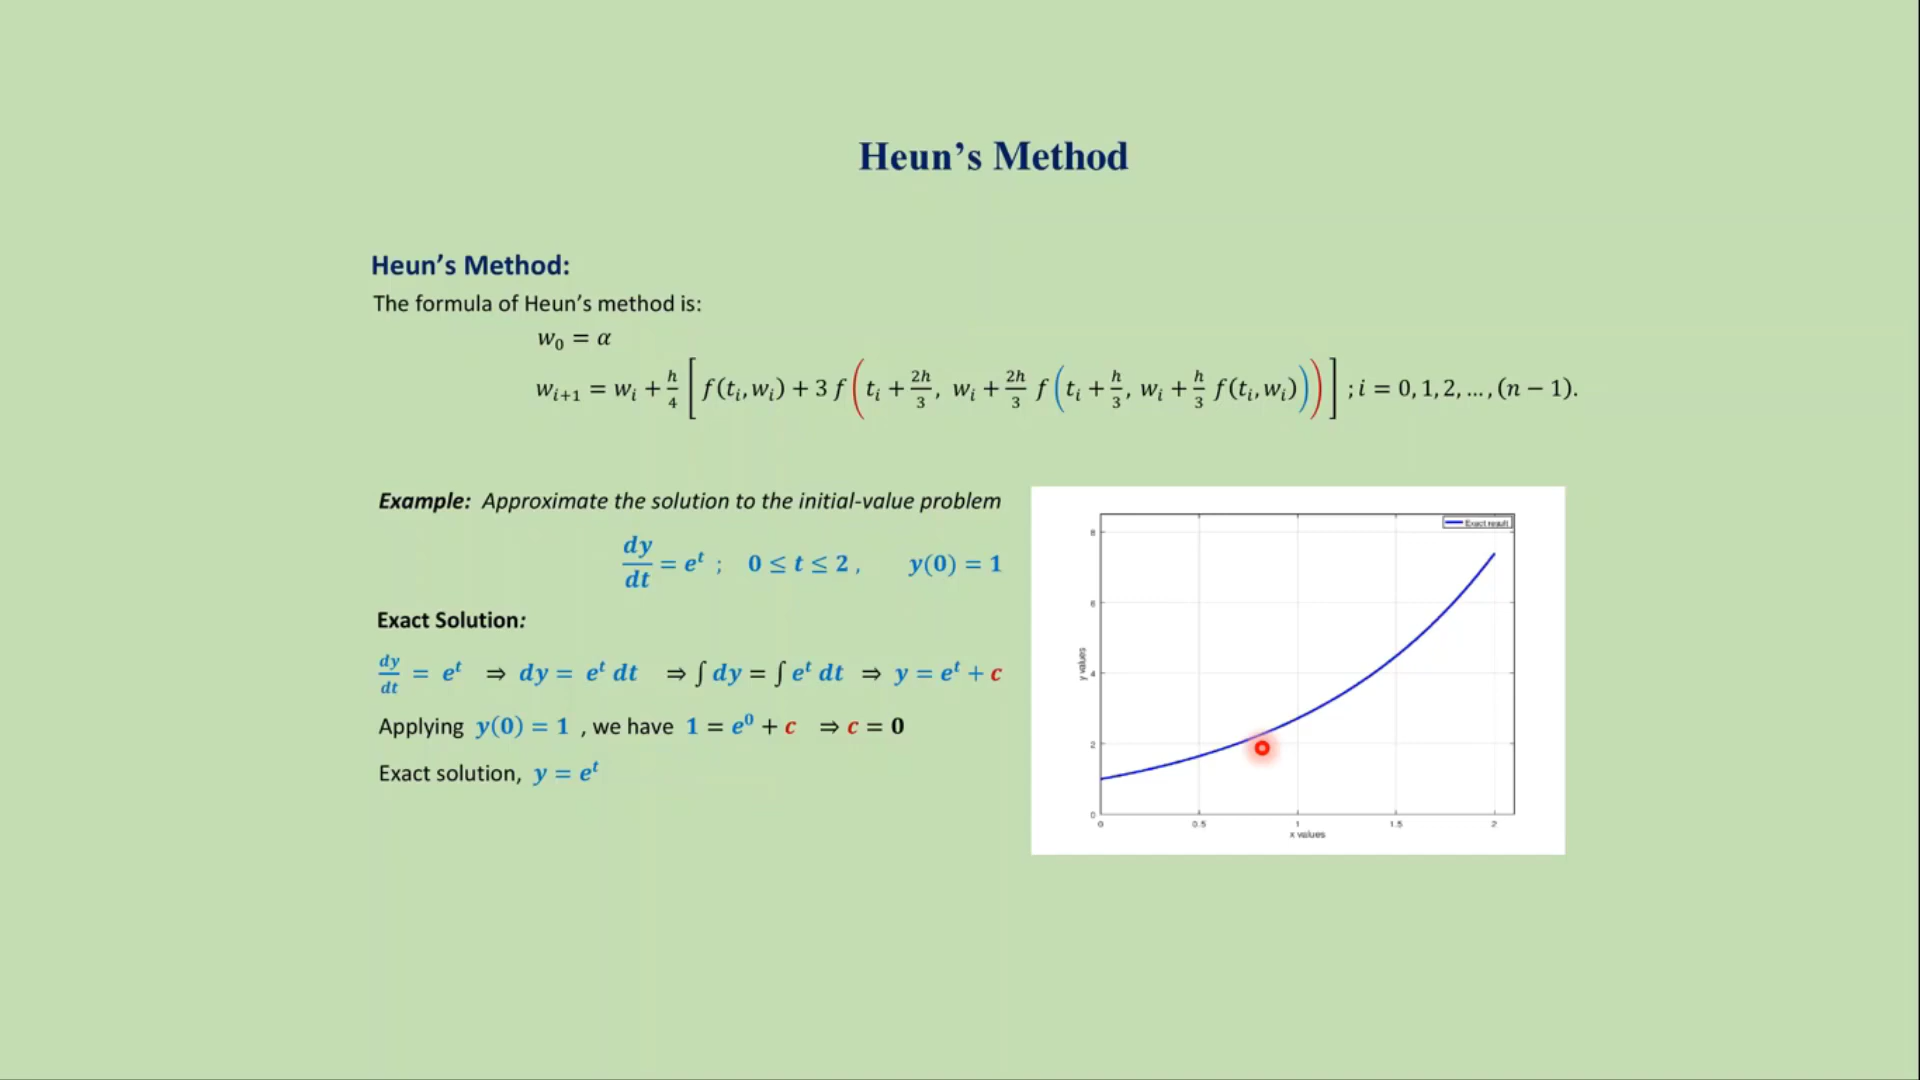 Heun’s Method
Heun’s Method:
The formula of Heun’s method is:
w₀ = α
wᵢ₊₁ = wᵢ + h/4 [ f(tᵢ, wᵢ) + 3 f ( tᵢ + 2h/3, wᵢ + 2h/3 f ( tᵢ + h/3, wᵢ + h/3 f(tᵢ, wᵢ) ) ) ] ; i = 0, 1, 2, …, (n − 1).
Example: Approximate the solution to the initial-value problem
dy/dt = eᵗ ; 0 ≤ t ≤ 2 , y(0) = 1
Exact Solution:
dy/dt = eᵗ ⇒ dy = eᵗ dt ⇒ ∫ dy = ∫ eᵗ dt ⇒ y = eᵗ + c
Applying y(0) = 1 , we have 1 = e⁰ + c ⇒ c = 0
Exact solution, y = eᵗ
Exact result
8
6
4
2
0
y values
0 0.5 1 1.5 2
x values